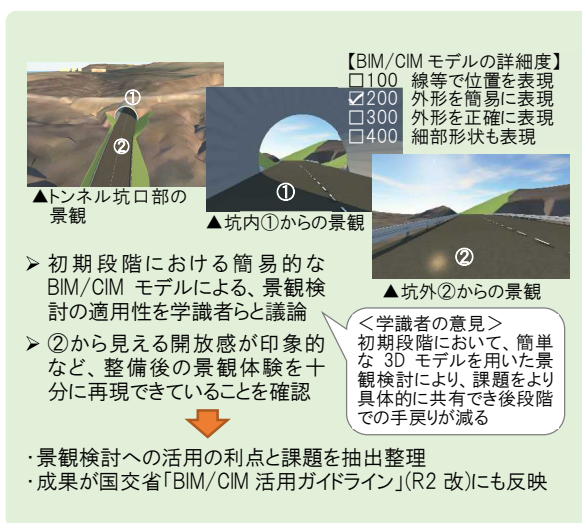 【BIM/CIM モデルの詳細度】
□100 線等で位置を表現
☑200 外形を簡易に表現
□300 外形を正確に表現
□400 細部形状も表現
①
②
▲トンネル坑口部の
景観
①
▲坑内①からの景観
②
▲坑外②からの景観
➢ 初期段階における簡易的な
BIM/CIM モデルによる、景観検
討の適用性を学識者らと議論
➢ ②から見える開放感が印象的
など、整備後の景観体験を十
分に再現できていることを確認
＜学識者の意見＞
初期段階において、簡単
な 3D モデルを用いた景
観検討により、課題をより
具体的に共有でき後段階
での手戻りが減る
・景観検討への活用の利点と課題を抽出整理
・成果が国交省「BIM/CIM 活用ガイドライン」(R2 改)にも反映